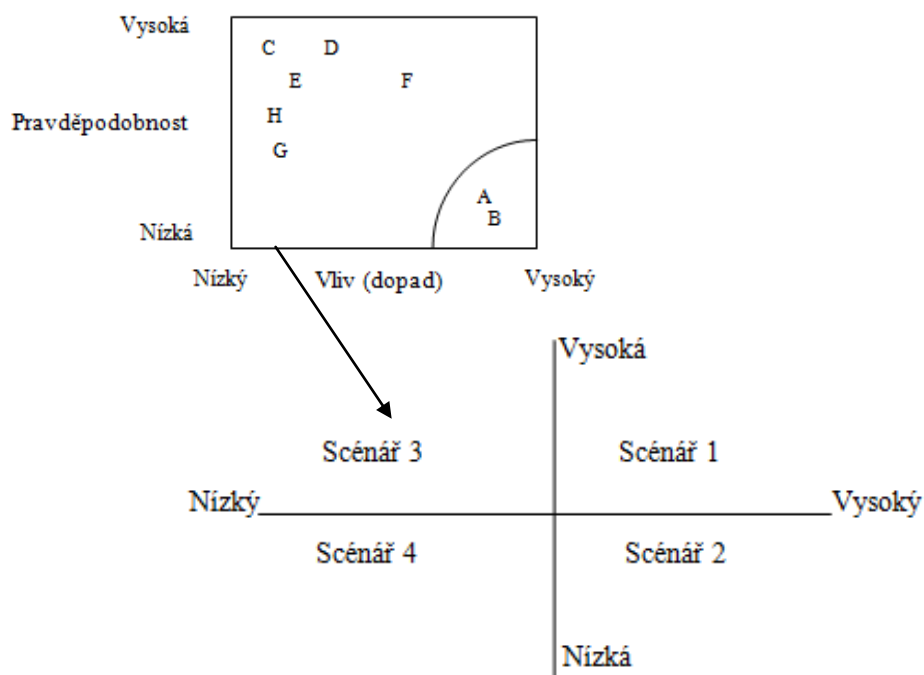 Vysoká
C D
E F
Pravděpodobnost
H
G
A
B
Nízká
Nízký Vliv (dopad) Vysoký
Vysoká
Scénář 3 Scénář 1
Nízký Vysoký
Scénář 4 Scénář 2
Nízká